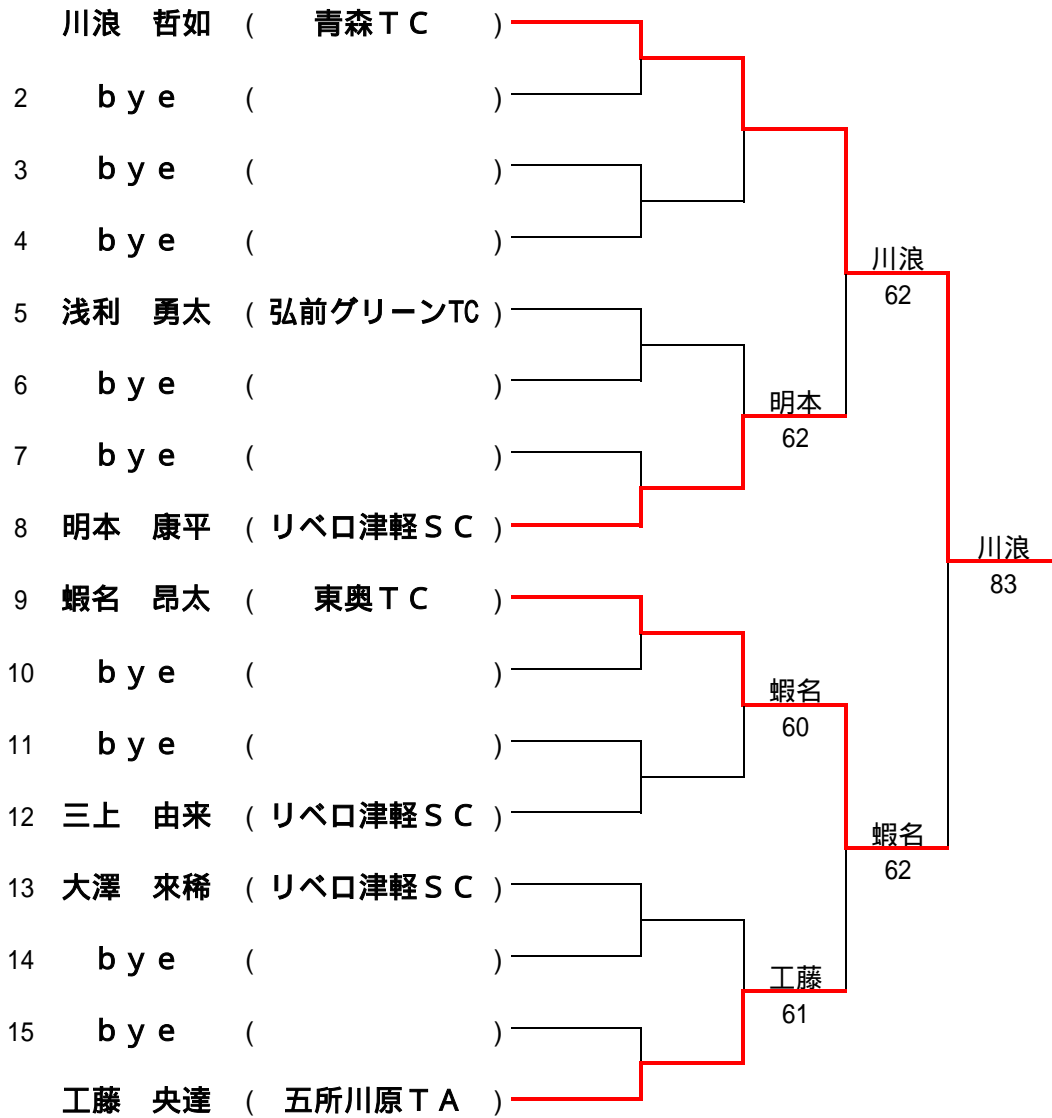 川浪　哲如 ( 青森ＴＣ )
2 ｂｙｅ ( )
3 ｂｙｅ ( )
4 ｂｙｅ ( )
川浪
62
5 浅利　勇太 ( 弘前グリーンTC )
6 ｂｙｅ ( )
明本
62
7 ｂｙｅ ( )
8 明本　康平 ( リベロ津軽ＳＣ )
川浪
83
9 蝦名　昂太 ( 東奥ＴＣ )
10 ｂｙｅ ( )
蝦名
60
11 ｂｙｅ ( )
12 三上　由来 ( リベロ津軽ＳＣ )
蝦名
62
13 大澤　來稀 ( リベロ津軽ＳＣ )
14 ｂｙｅ ( )
工藤
61
15 ｂｙｅ ( )
工藤　央達 ( 五所川原ＴＡ )